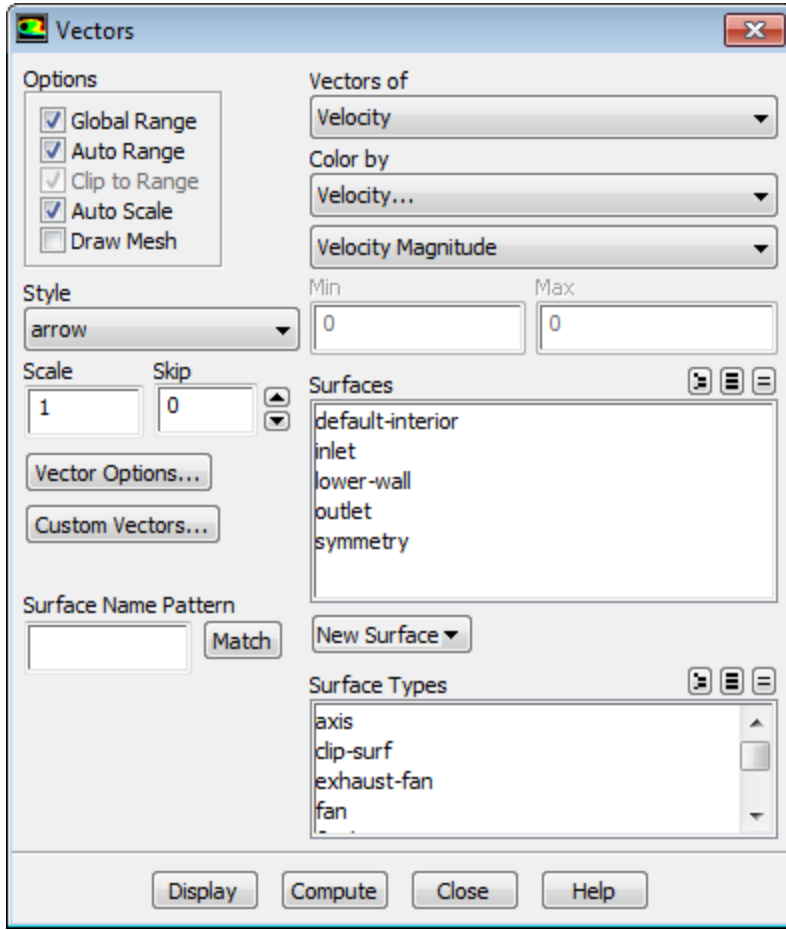 Vectors
Options
Global Range
Auto Range
Clip to Range
Auto Scale
Draw Mesh
Style
arrow
Scale Skip
1 0
Vector Options...
Custom Vectors...
Surface Name Pattern
Match
Vectors of
Velocity
Color by
Velocity...
Velocity Magnitude
Min Max
0 0
Surfaces
default-interior
inlet
lower-wall
outlet
symmetry
New Surface
Surface Types
axis
clip-surf
exhaust-fan
fan
Display Compute Close Help